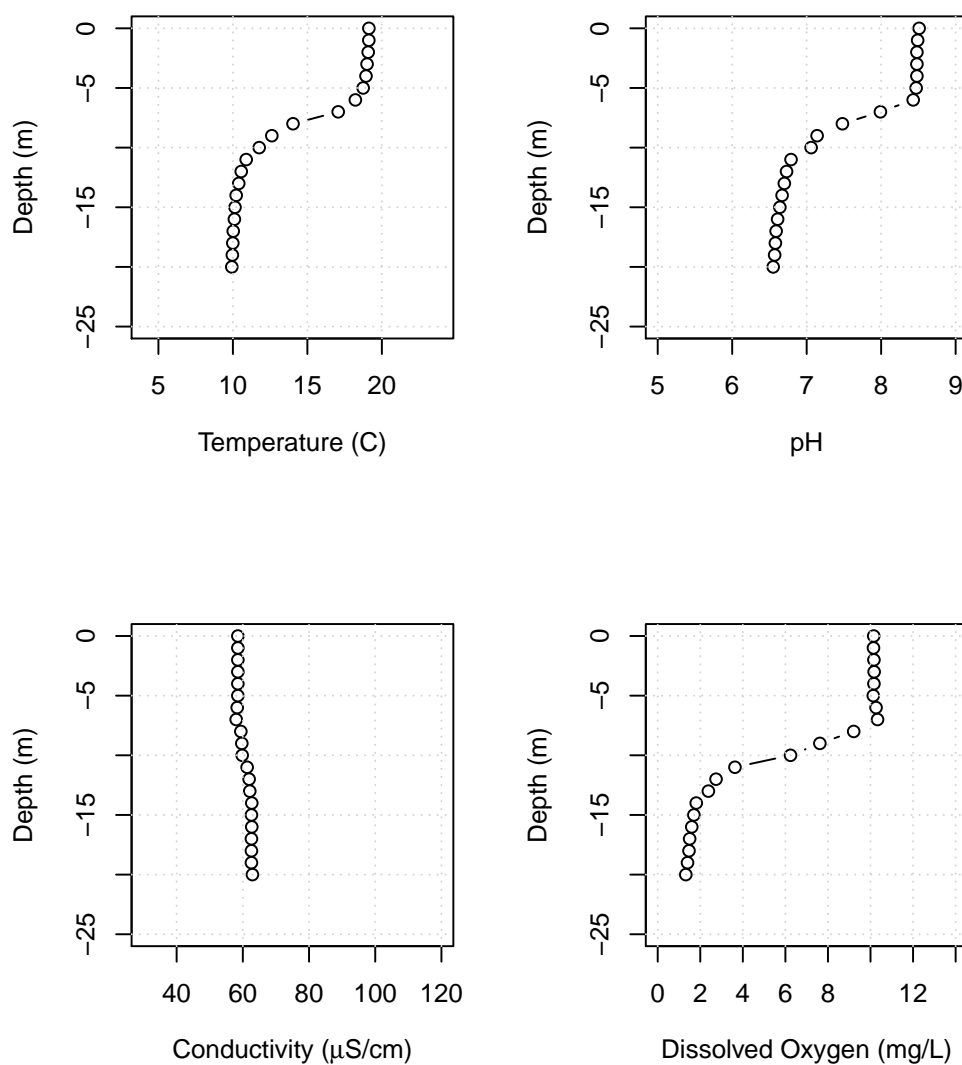 0
−5
−15
−25
Depth (m)
5 10 15 20
Temperature (C)
0
−5
−15
−25
Depth (m)
5 6 7 8 9
pH
0
−5
−15
−25
Depth (m)
40 60 80 100 120
Conductivity (µS/cm)
0
−5
−15
−25
Depth (m)
0 2 4 6 8 12
Dissolved Oxygen (mg/L)